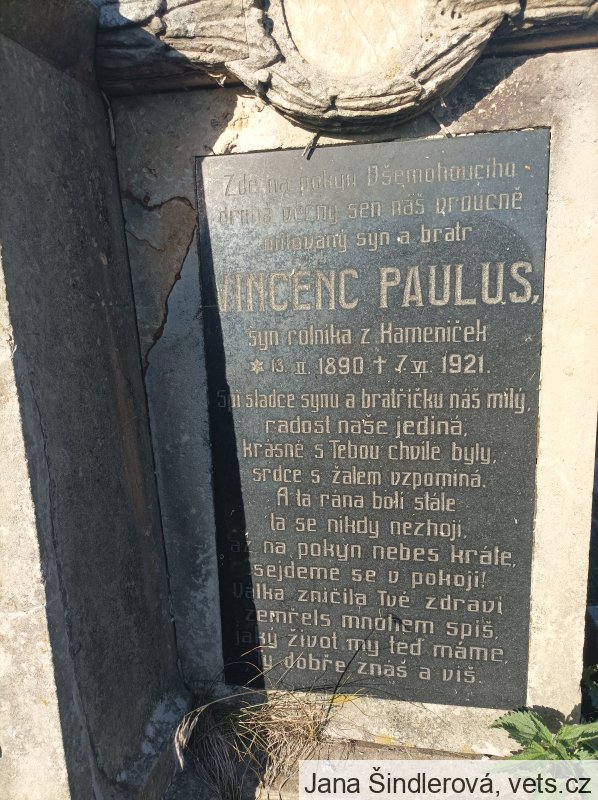 Zde na pokyn Všemohoucího
dřímá věčný sen náš vroucně
milovaný syn a bratr
VINCENC PAULUS,
syn rolníka z Hameniček
* 13. II. 1890 † 7. VI. 1921.
Spi sladce synu a bratříčku náš milý,
radost naše jediná,
krásné s Tebou chvíle byly,
srdce s žalem vzpomíná.
A ta rána bolí stále
ta se nikdy nezhojí,
až na pokyn nebes krále,
sejdeme se v pokoji!
Válka zničila Tvé zdraví
zemřels mnohem spíš,
jaký život my teď máme,
Ty dobře znáš a víš.
Jana Šindlerová, vets.cz